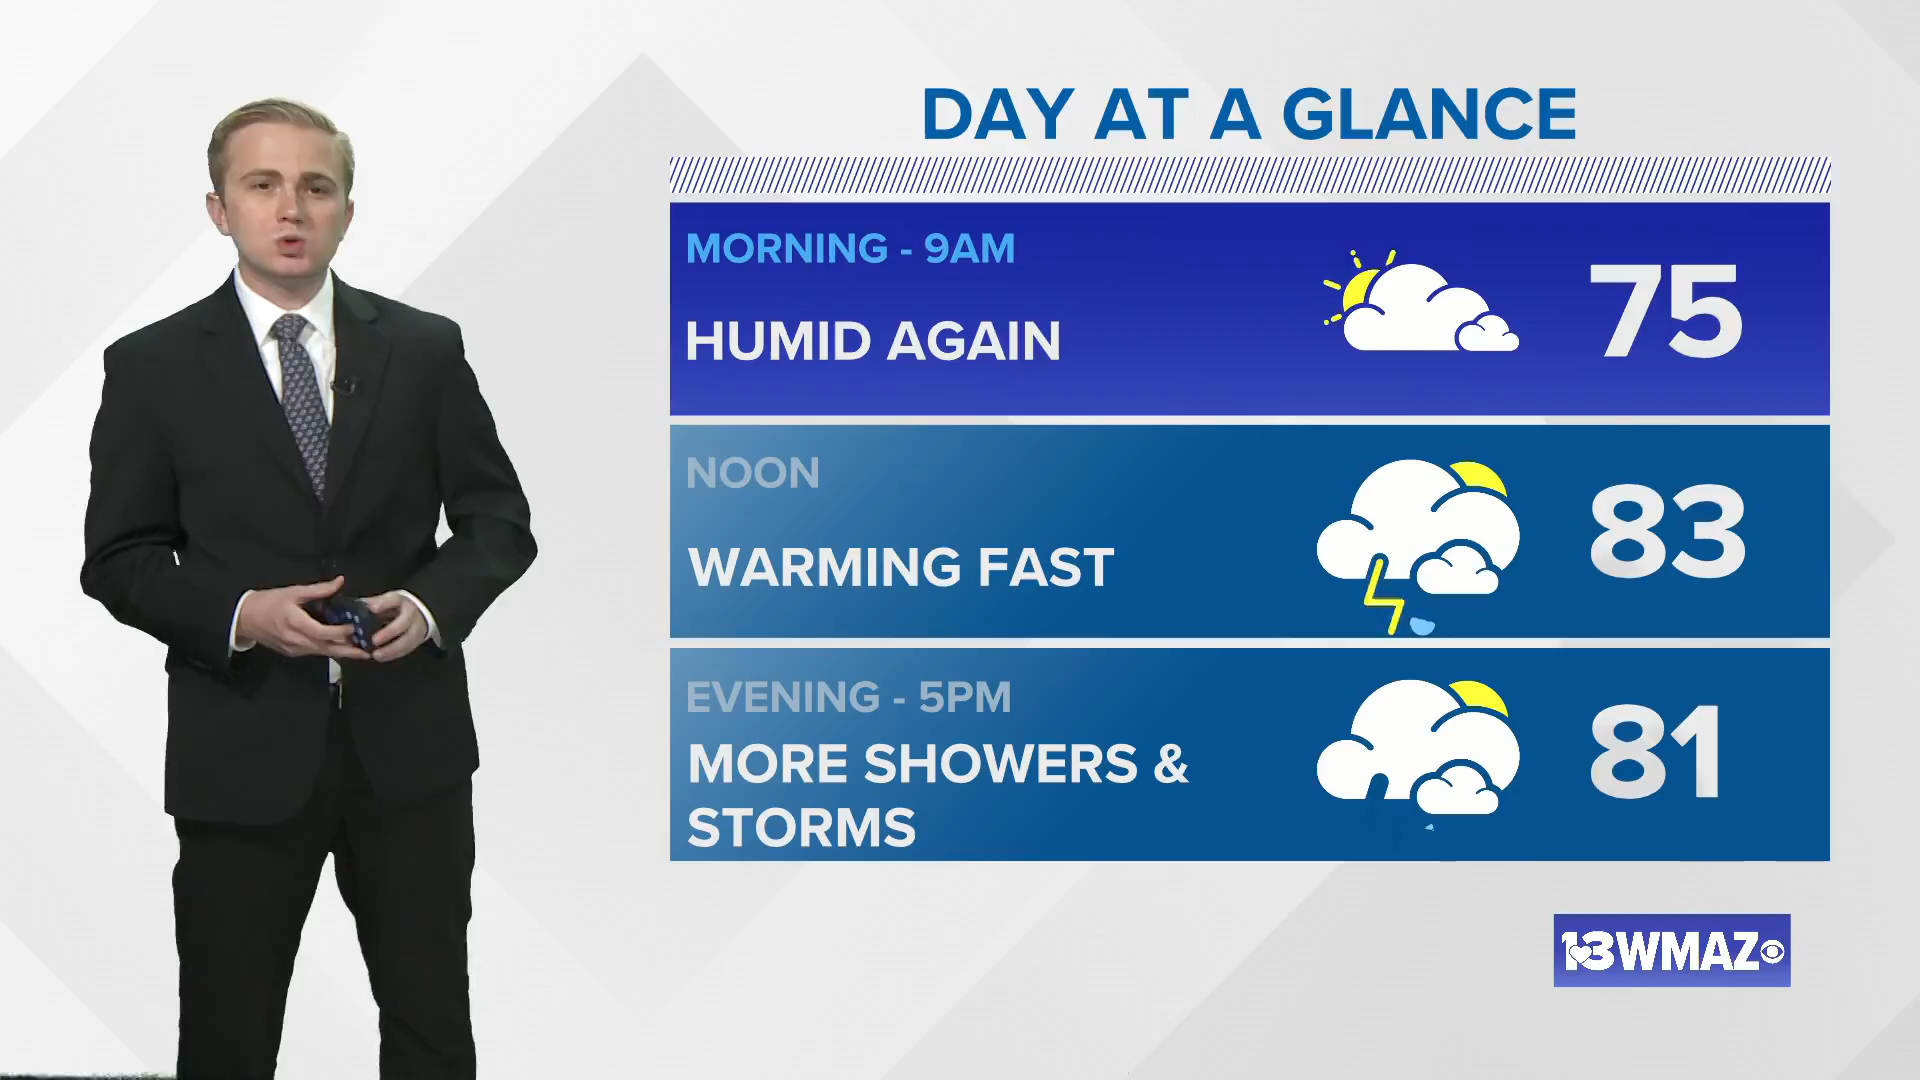 DAY AT A GLANCE
MORNING - 9AM
HUMID AGAIN
75
NOON
WARMING FAST
83
EVENING - 5PM
MORE SHOWERS &
STORMS
81
13WMAZ